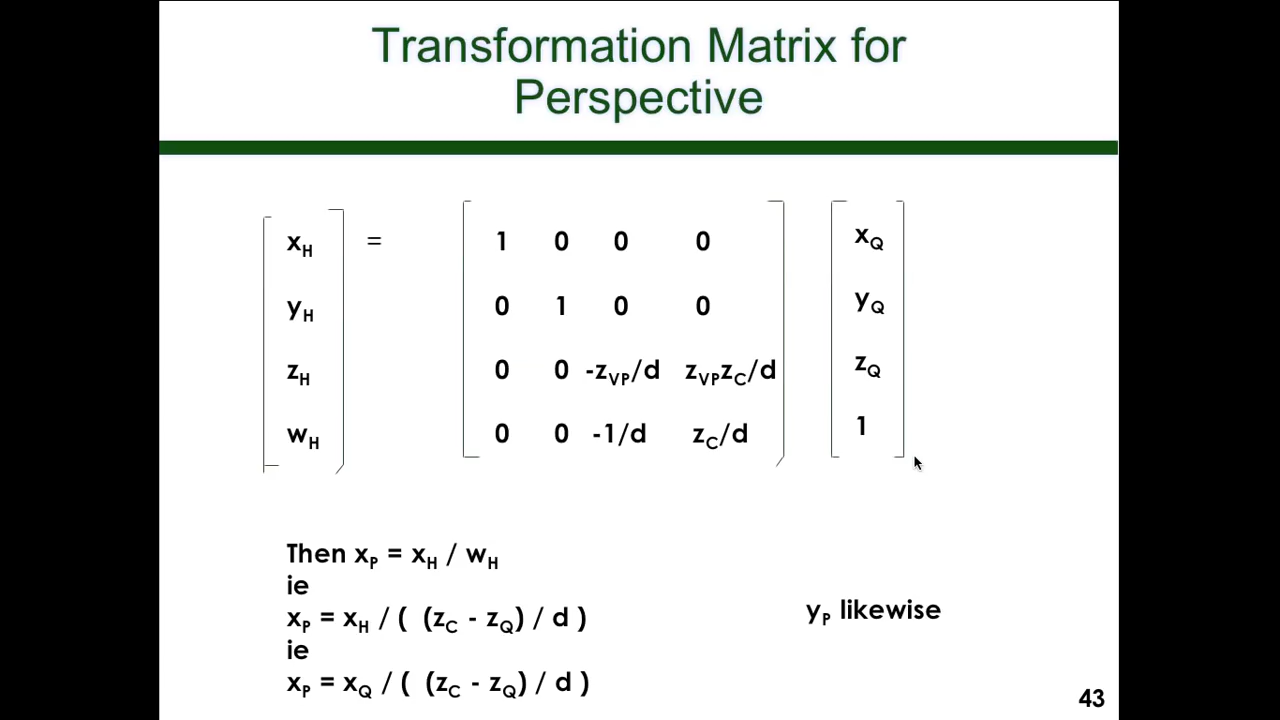 Transformation Matrix for
Perspective
xH = 1 0 0 0 xQ
yH 0 1 0 0 yQ
zH 0 0 -zVP/d zVPzC/d zQ
wH 0 0 -1/d zC/d 1
Then xP = xH / wH
ie
xP = xH / ( (zC - zQ) / d )
yP likewise
ie
xP = xQ / ( (zC - zQ) / d )
43